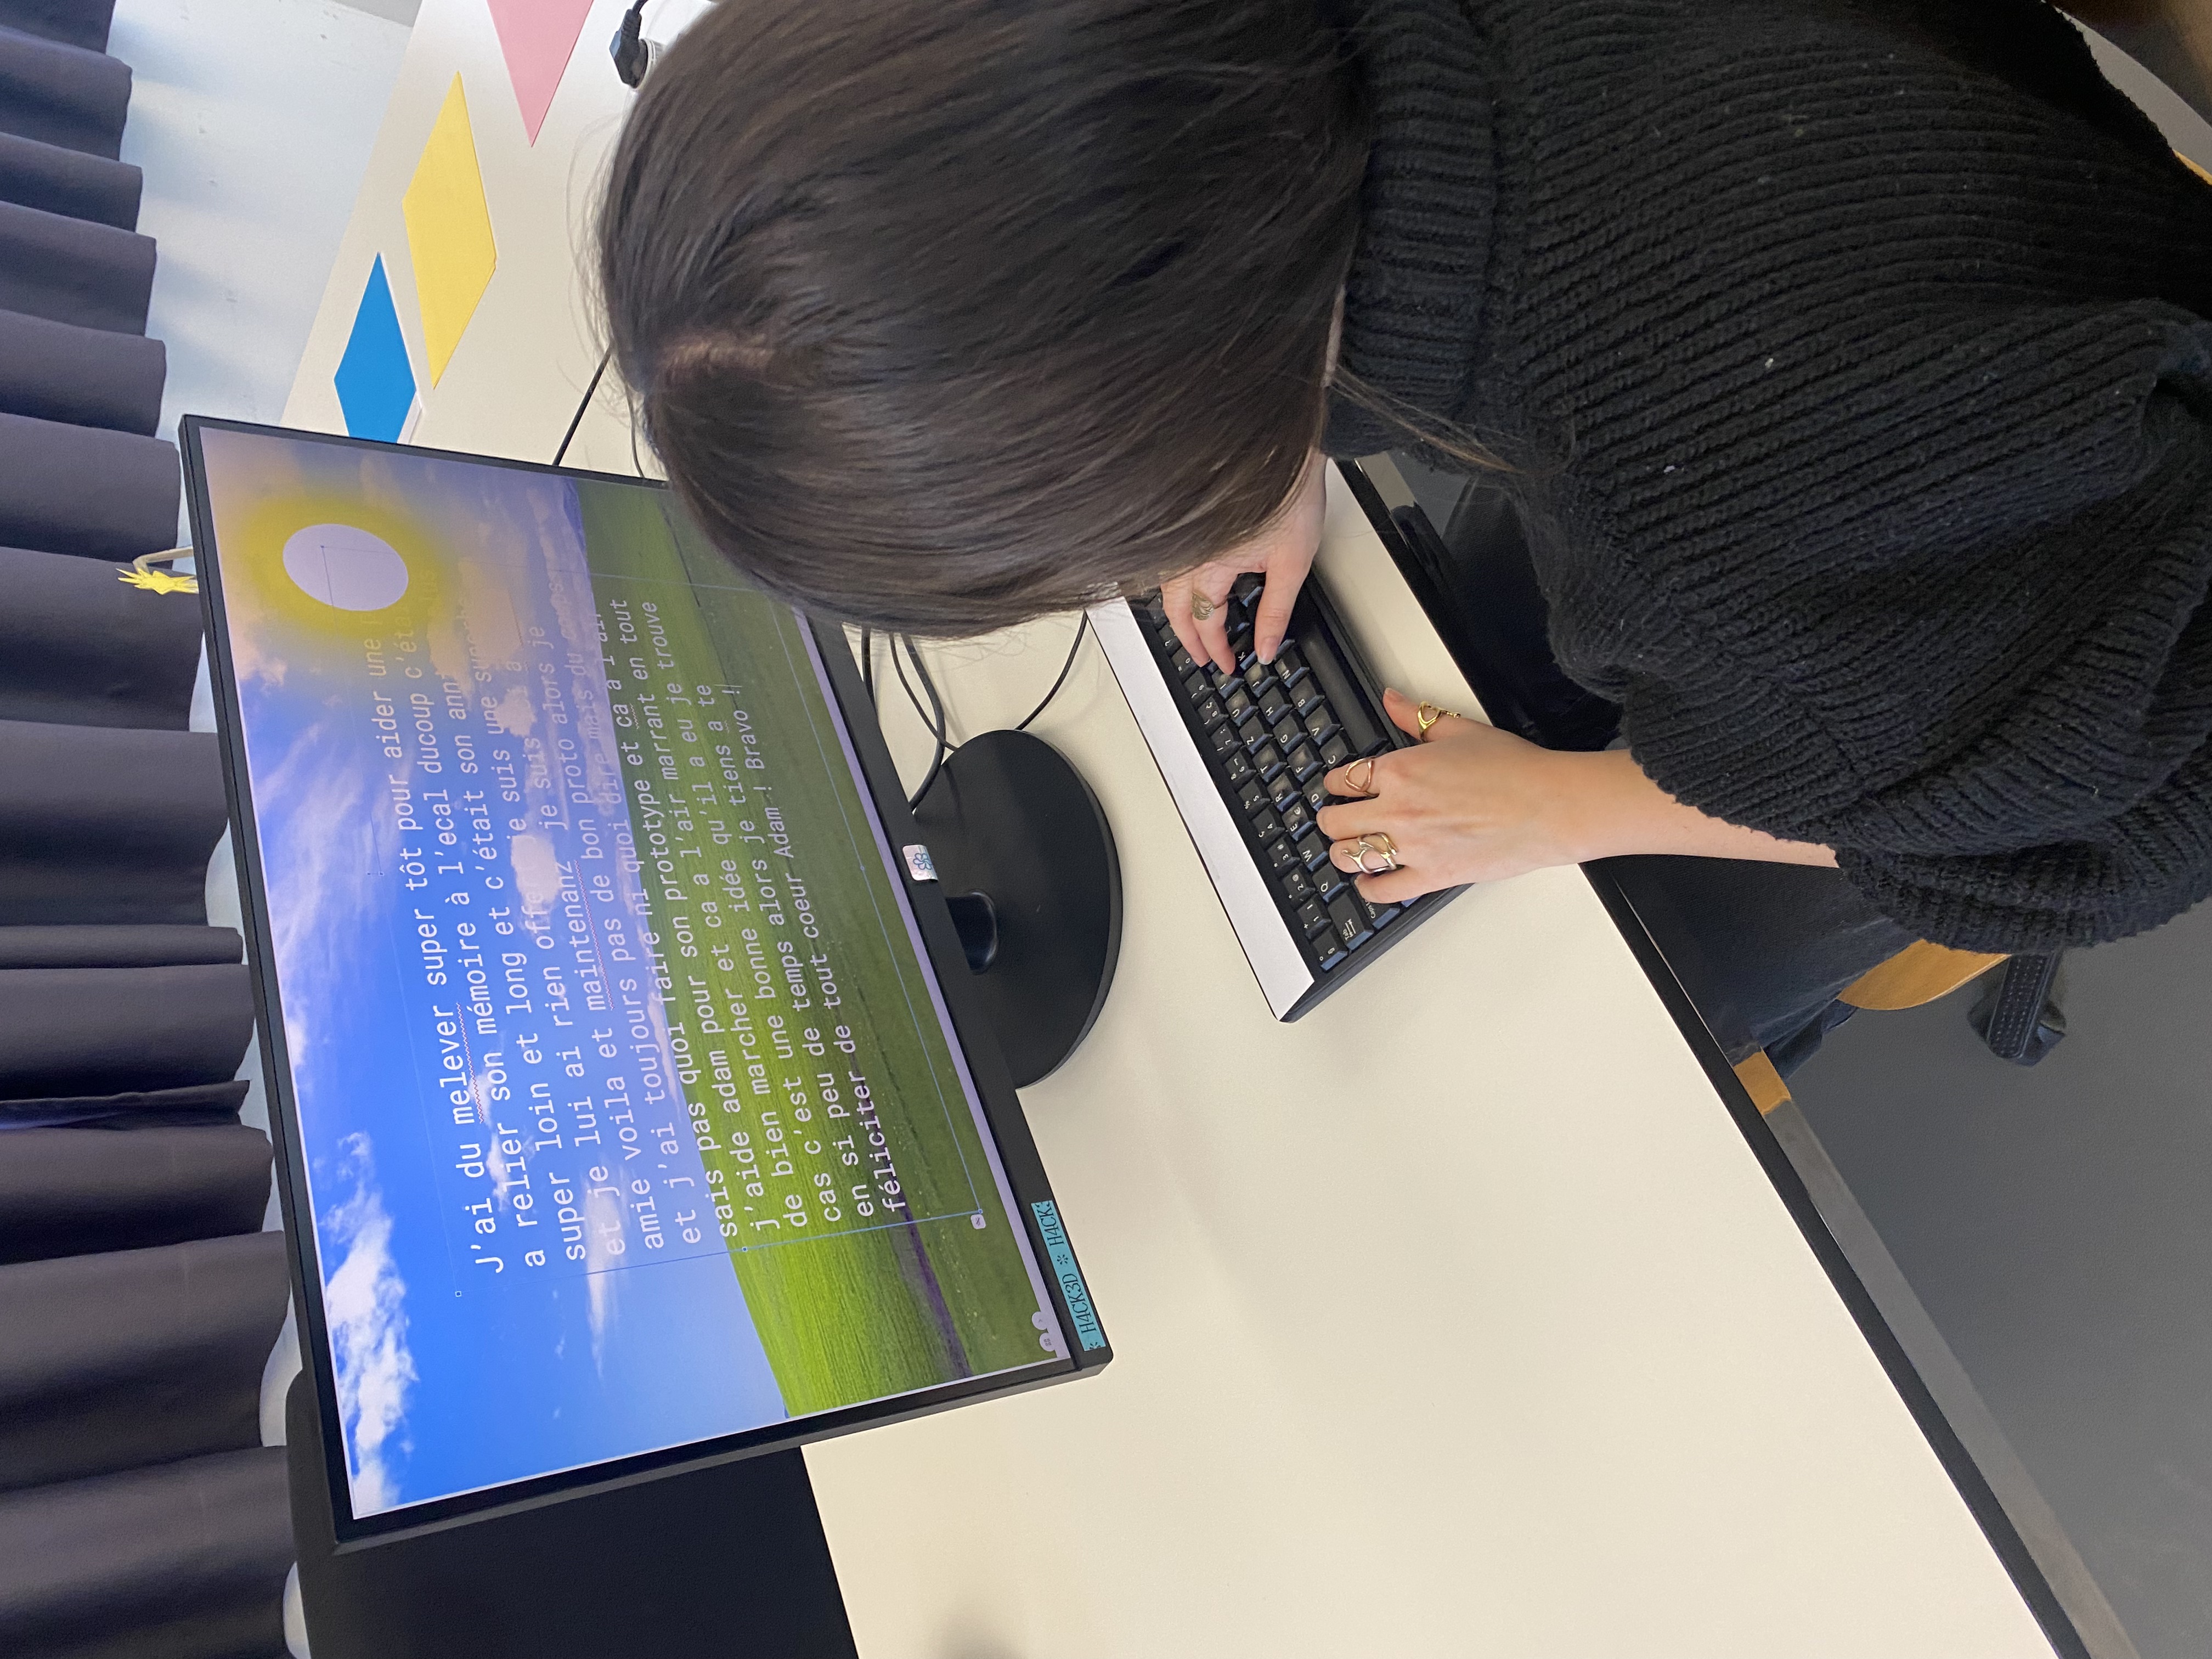 J'ai du melever super tôt pour aider une
a relier son mémoire à l'ecal ducoup c'était
super loin et long et c'était son anni plus
et je lui ai rien offert je suis une superbe
amie voila et maintenanz je suis ici a
et j'ai toujours pas de bon proto alors je
sais pas quoi faire ni quoi dire mais du coups
j'aide adam pour son prototype et ca à l'air
de bien marcher et ca a l'air marrant en tout
cas c'est une bonne idée qu'il a eu je trouve
en si peu de temps alors je tiens a te
féliciter de tout coeur Adam ! Bravo !
* H4CK3D * H4CK3